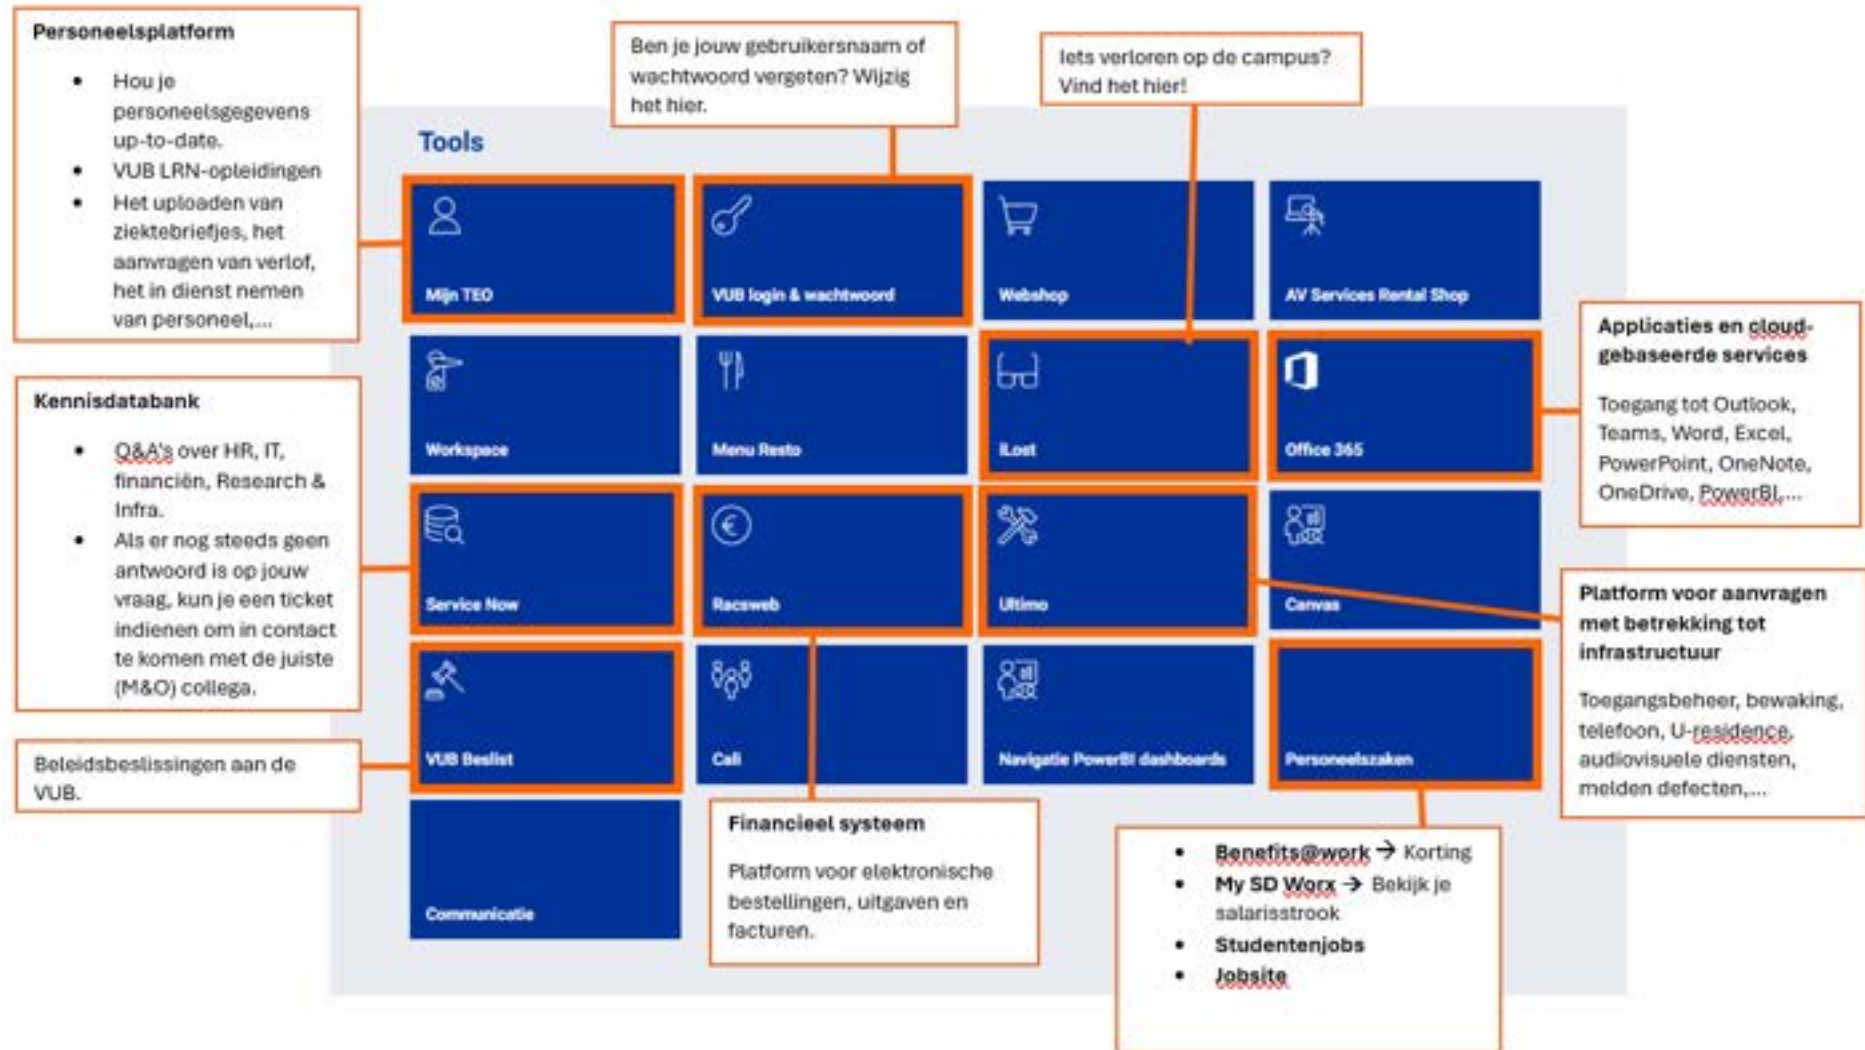 Personeelsplatform
• Hou je
personeelsgegevens
up-to-date.
• VUB LRN-opleidingen
• Het uploaden van
ziektebriefjes, het
aanvragen van verlof,
het in dienst nemen
van personeel,...
Ben je jouw gebruikersnaam of
wachtwoord vergeten? Wijzig
het hier.
Iets verloren op de campus?
Vind het hier!
Tools
Mijn TEO
VUB login & wachtwoord
Webshop
AV Services Rental Shop
Workspace
Menu Resto
iLost
Office 365
Service Now
Racsweb
Ultimo
Canvas
VUB Beslist
Cali
Navigatie PowerBI dashboards
Personeelszaken
Communicatie
Kennisdatabank
• Q&A's over HR, IT,
financiën, Research &
Infra.
• Als er nog steeds geen
antwoord is op jouw
vraag, kun je een ticket
indienen om in contact
te komen met de juiste
(M&O) collega.
Beleidsbeslissingen aan de
VUB.
Applicaties en cloud-
gebaseerde services
Toegang tot Outlook,
Teams, Word, Excel,
PowerPoint, OneNote,
OneDrive, PowerBI,...
Platform voor aanvragen
met betrekking tot
infrastructuur
Toegangsbeheer, bewaking,
telefoon, U-residence,
audiovisuele diensten,
melden defecten,...
Financieel systeem
Platform voor elektronische
bestellingen, uitgaven en
facturen.
• Benefits@work → Korting
• My SD Worx → Bekijk je
salarisstrook
• Studentenjobs
• Jobsite